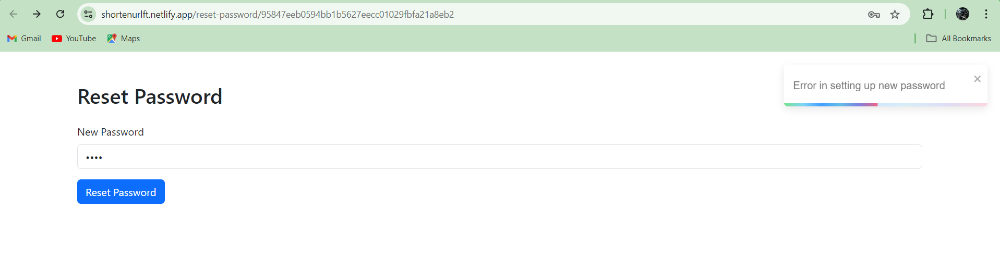 shortenurlft.netlify.app/reset-password/95847eeb0594bb1b5627eecc01029fbfa21a8eb2
Gmail YouTube Maps All Bookmarks
Error in setting up new password
Reset Password
New Password
Reset Password